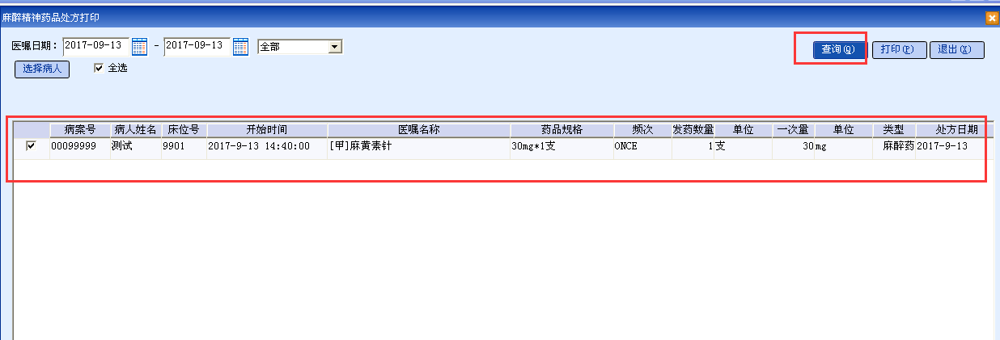 麻醉精神药品处方打印
医嘱日期： 2017-09-13 - 2017-09-13 全部 查询(Q) 打印(P) 退出(X)
选择病人 全选
病案号 病人姓名 床位号 开始时间 医嘱名称 药品规格 频次 发药数量 单位 一次量 单位 类型 处方日期
00099999 测试 9901 2017-9-13 14:40:00 [甲]麻黄素针 30mg*1支 ONCE 1 支 30 mg 麻醉药 2017-9-13